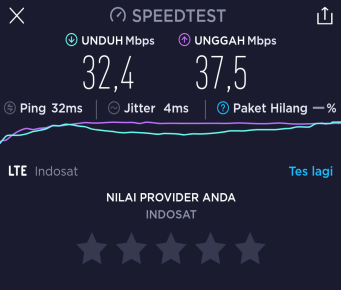 SPEEDTEST
UNDUH Mbps UNGGAH Mbps
32,4 37,5
Ping 32ms Jitter 4ms Paket Hilang —%
LTE Indosat Tes lagi
NILAI PROVIDER ANDA
INDOSAT